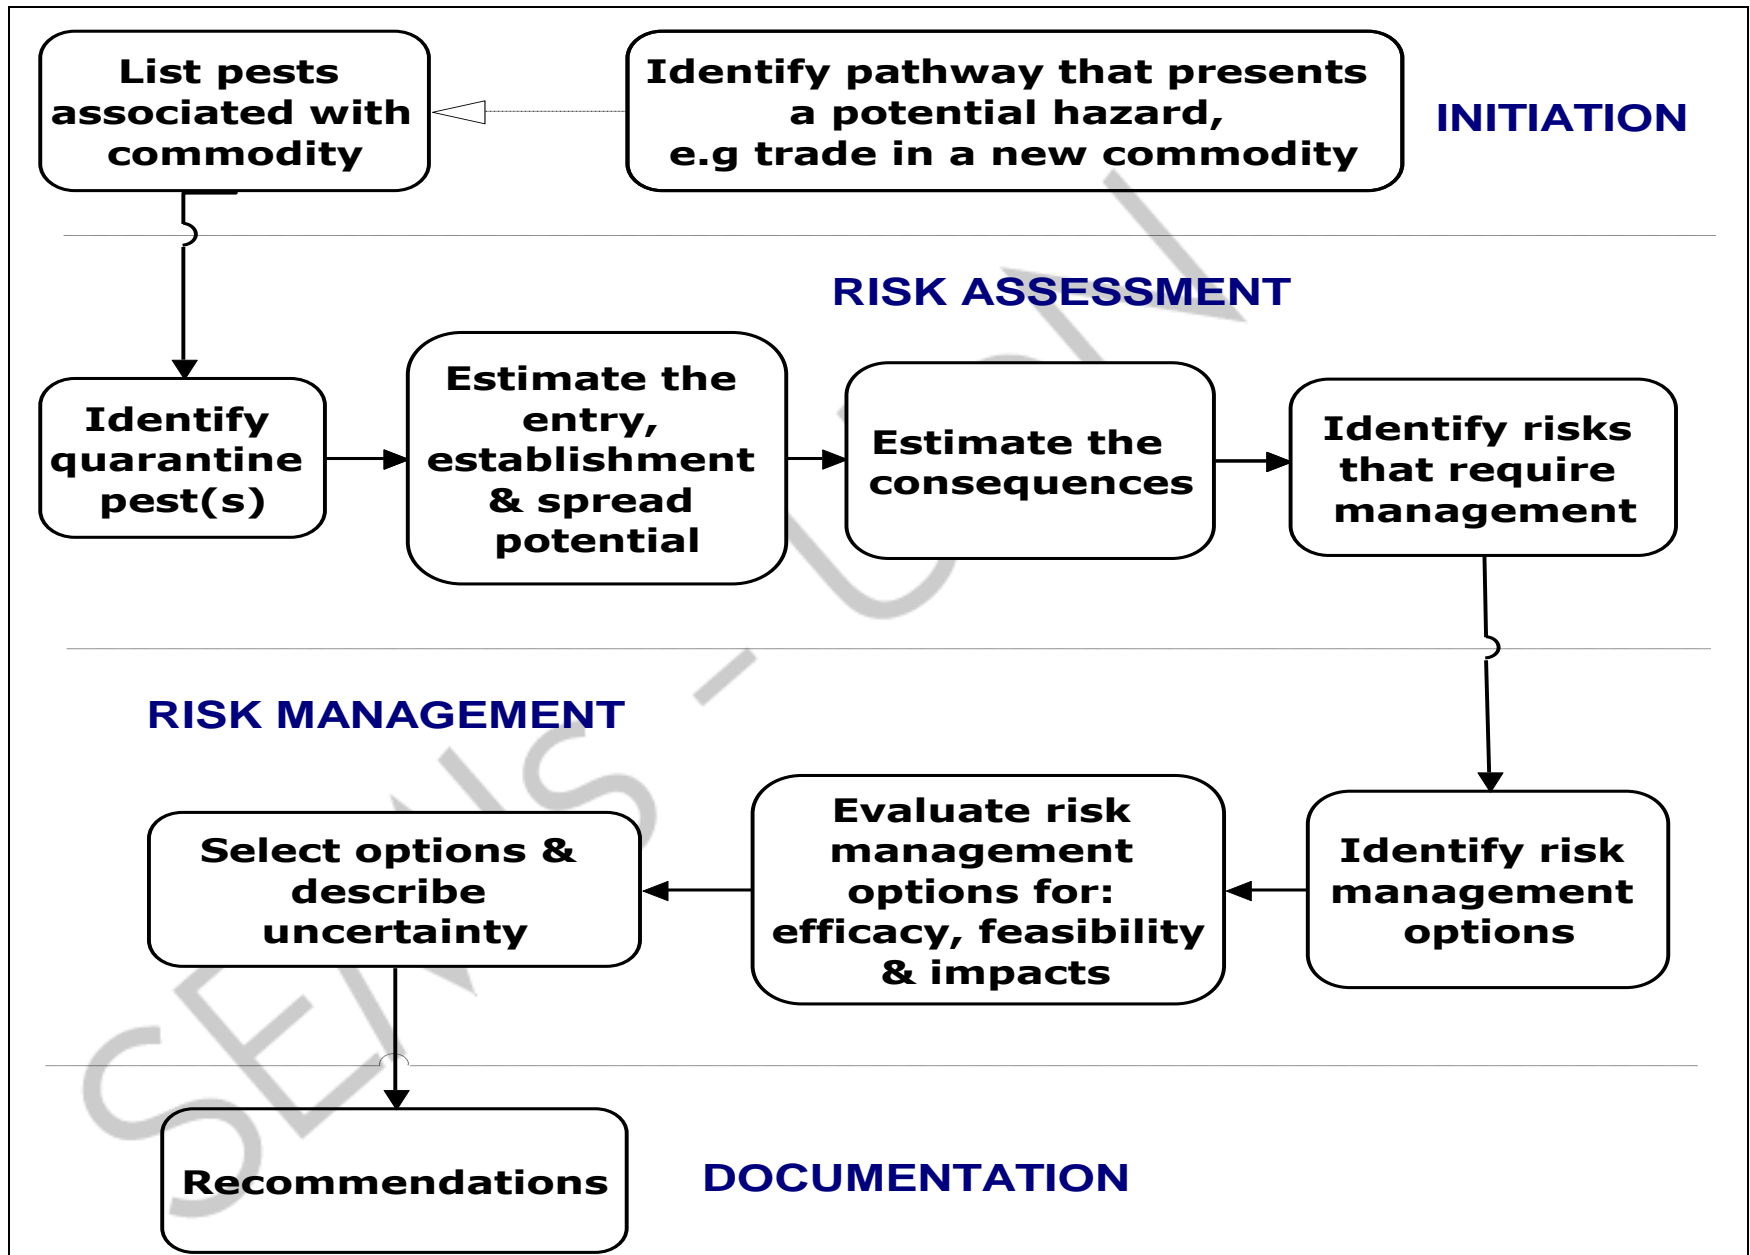 List pests
associated with
commodity
Identify pathway that presents
a potential hazard,
e.g trade in a new commodity
INITIATION
RISK ASSESSMENT
Identify
quarantine
pest(s)
Estimate the
entry,
establishment
& spread
potential
Estimate the
consequences
Identify risks
that require
management
RISK MANAGEMENT
Select options &
describe
uncertainty
Evaluate risk
management
options for:
efficacy, feasibility
& impacts
Identify risk
management
options
Recommendations
DOCUMENTATION